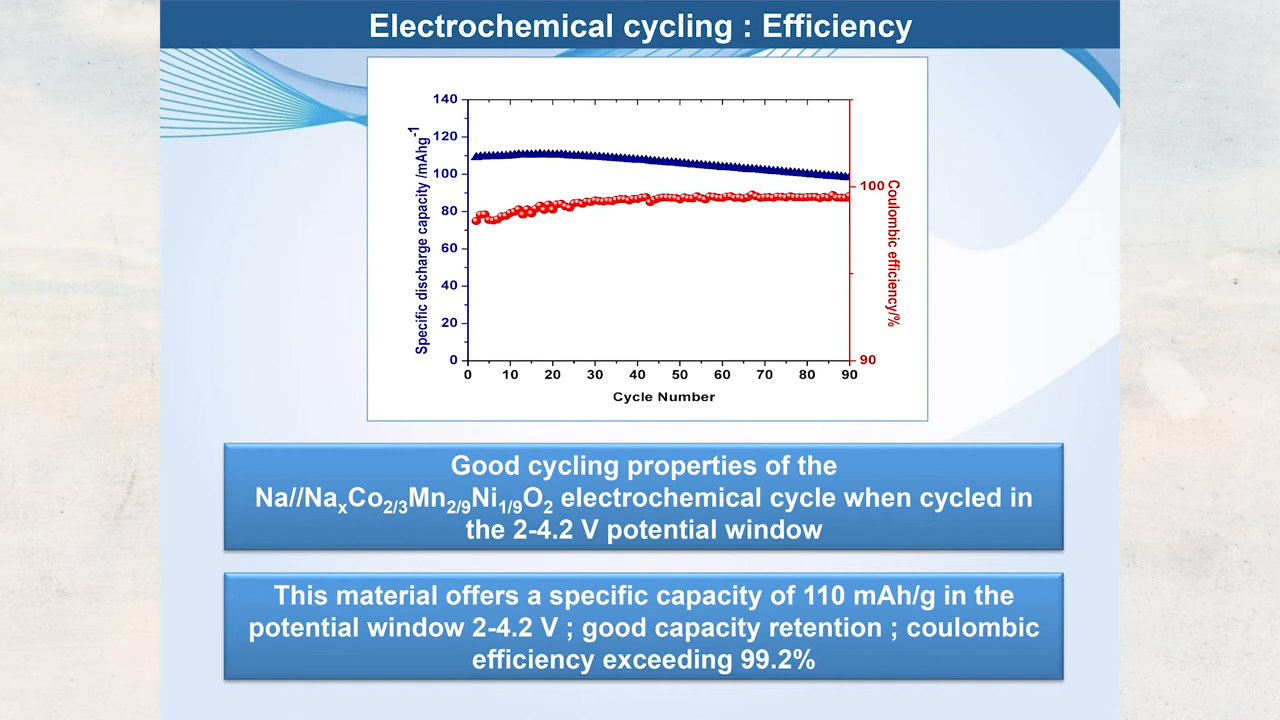 Electrochemical cycling : Efficiency
140
120
100
80
60
40
20
0
Specific discharge capacity /mAhg-1
100
90
Coulombic efficiency/%
0 10 20 30 40 50 60 70 80 90
Cycle Number
Good cycling properties of the
Na//NaxCo2/3Mn2/9Ni1/9O2 electrochemical cycle when cycled in
the 2-4.2 V potential window
This material offers a specific capacity of 110 mAh/g in the
potential window 2-4.2 V ; good capacity retention ; coulombic
efficiency exceeding 99.2%